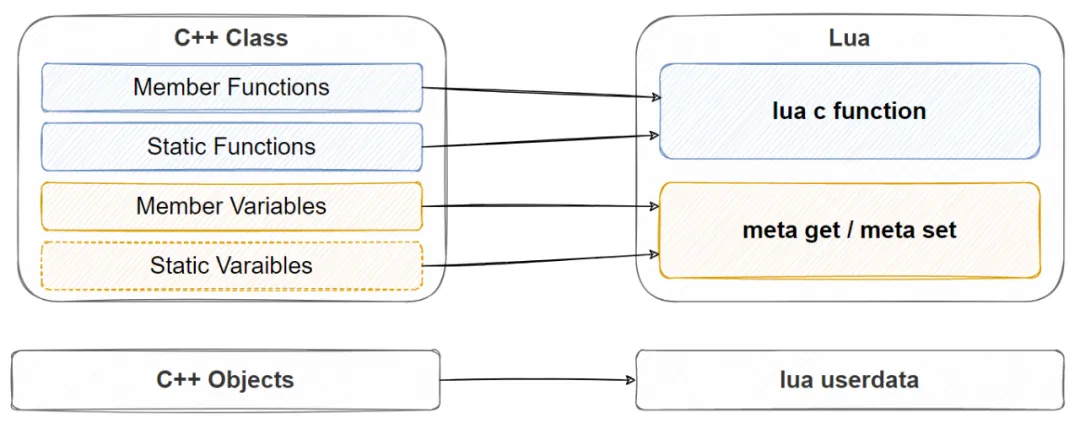 C++ Class
Member Functions
Static Functions
Member Variables
Static Varaibles
Lua
lua c function
meta get / meta set
C++ Objects
lua userdata